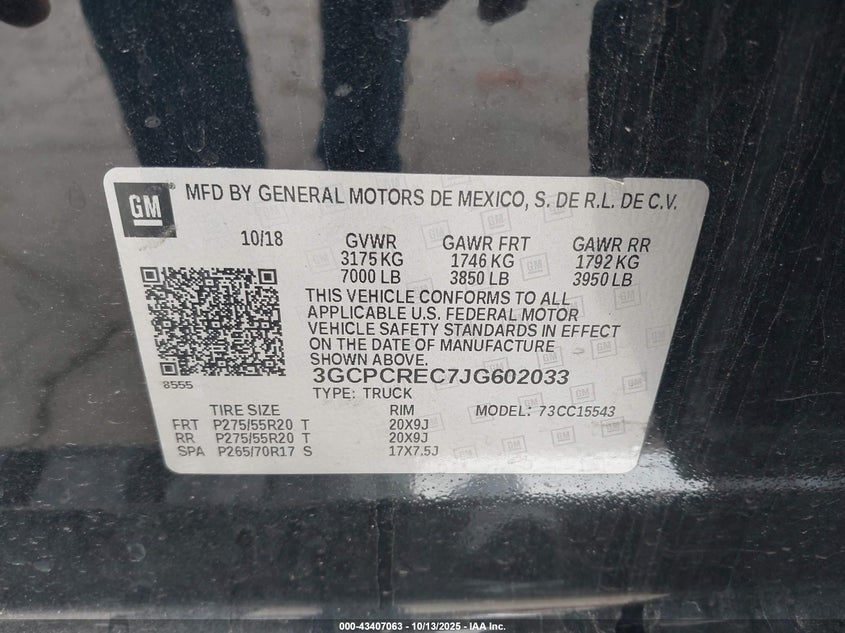 GM
MFD BY GENERAL MOTORS DE MEXICO, S. DE R.L. DE C.V.
10/18 GVWR GAWR FRT GAWR RR
3175 KG 1746 KG 1792 KG
7000 LB 3850 LB 3950 LB
THIS VEHICLE CONFORMS TO ALL
APPLICABLE U.S. FEDERAL MOTOR
VEHICLE SAFETY STANDARDS IN EFFECT
ON THE DATE OF MANUFACTURE
SHOWN ABOVE.
8555
3GCPCREC7JG602033
TYPE: TRUCK
TIRE SIZE RIM MODEL: 73CC15543
FRT P275/55R20 T 20X9J
RR P275/55R20 T 20X9J
SPA P265/70R17 S 17X7.5J
000-43407063 - 10/13/2025 - IAA Inc.